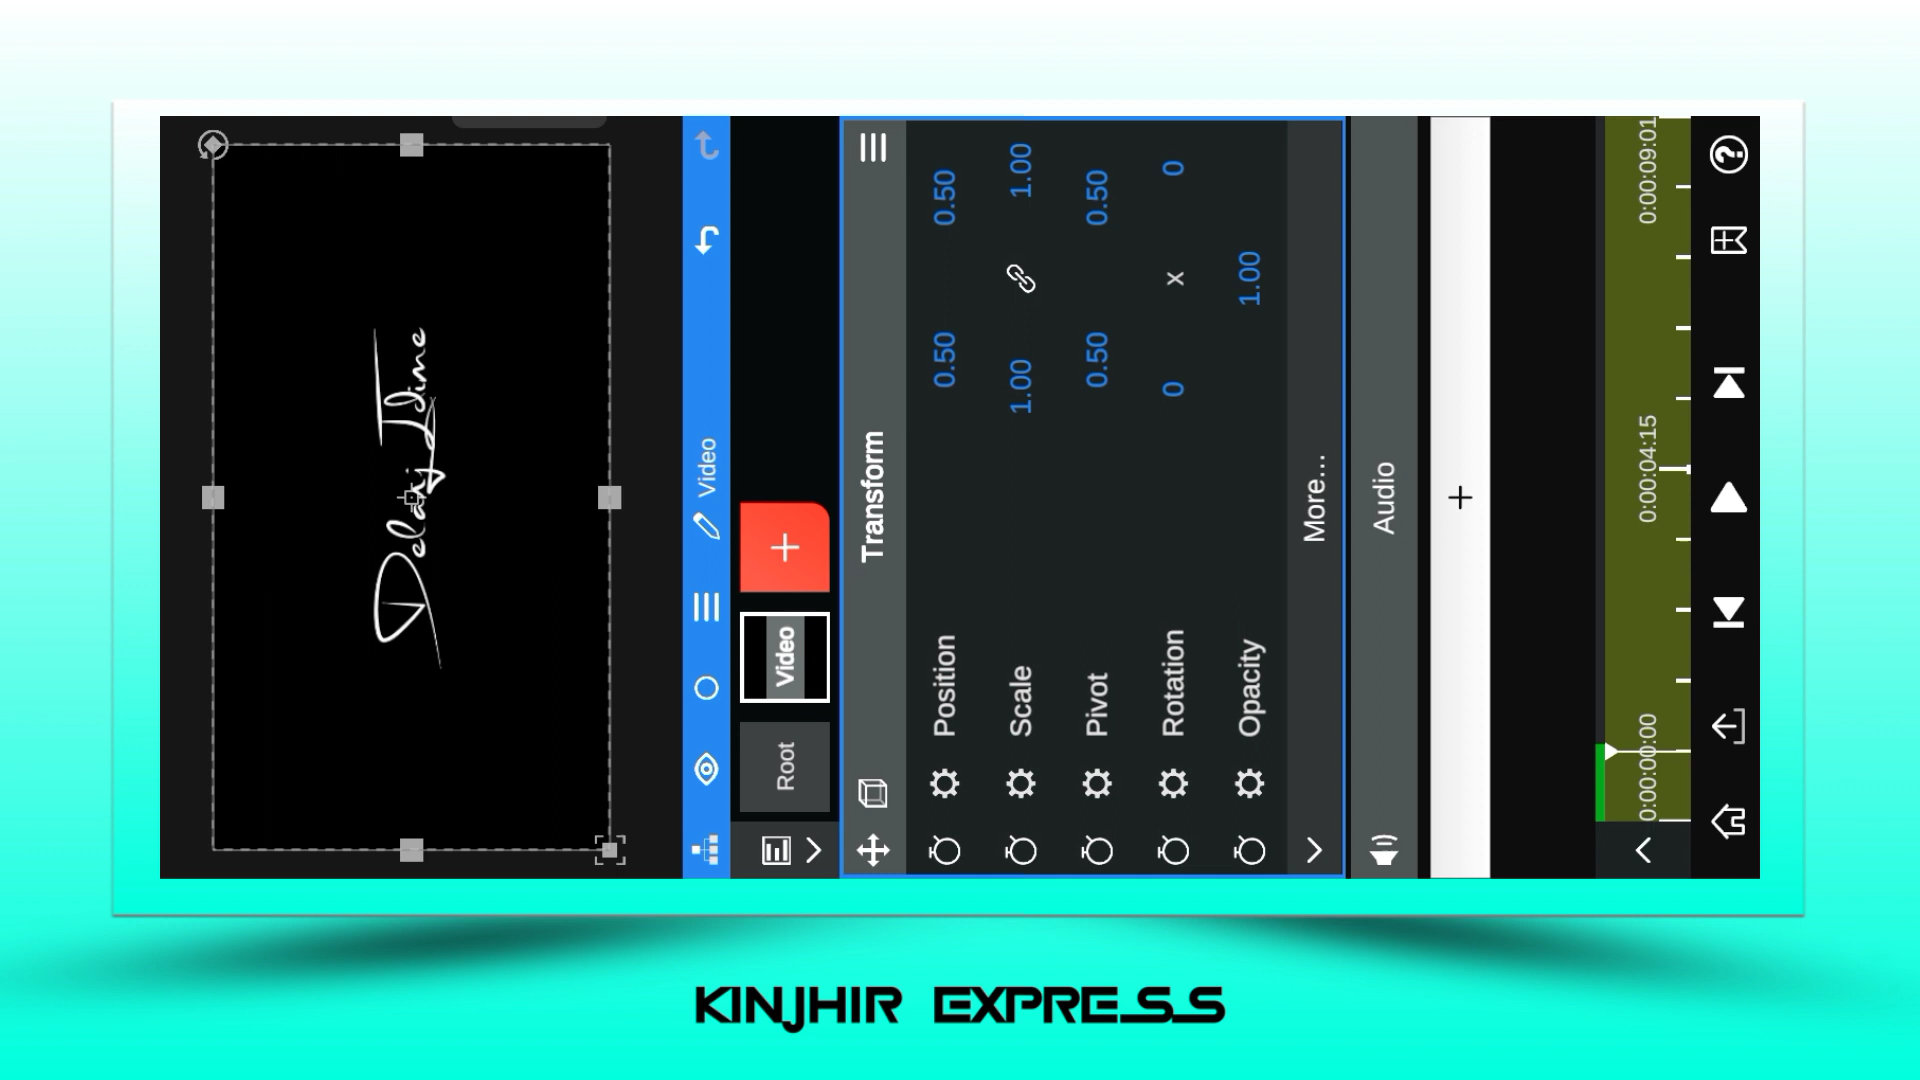 Video
Root Video +
Transform
Position 0.50 0.50
Scale 1.00 1.00
Pivot 0.50 0.50
Rotation 0 x 0
Opacity 1.00
More...
Audio
+
0:00:00:00 0:00:04:15 0:00:09:01
KINJHIR EXPRESS